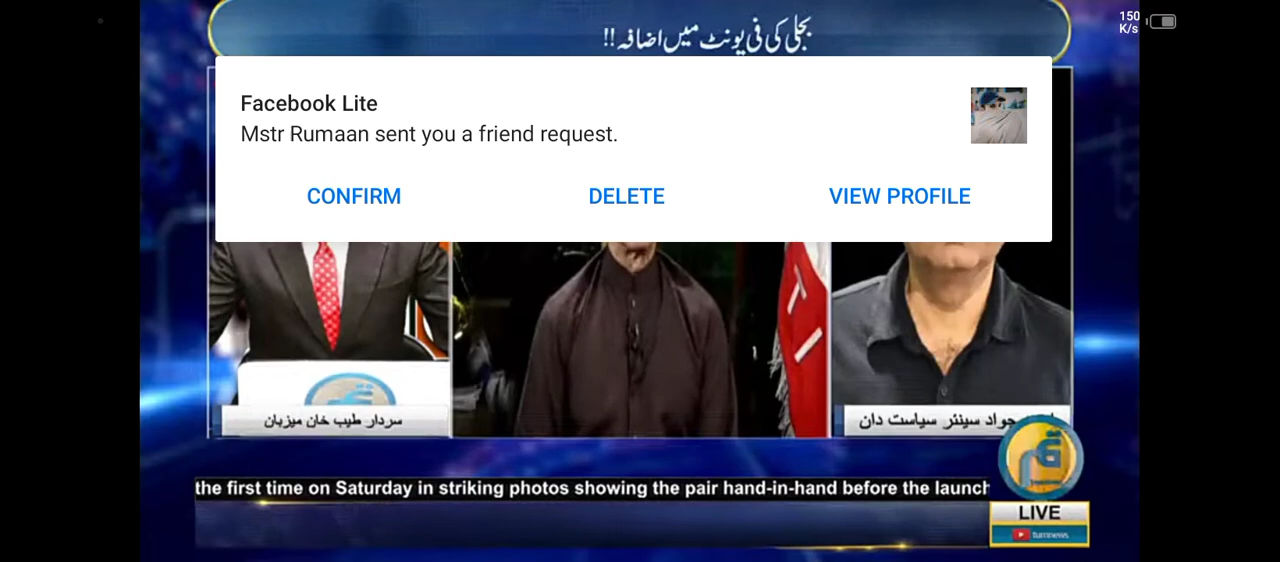 150
K/s
بجلی کی فی یونٹ میں اضافہ !!
Facebook Lite
Mstr Rumaan sent you a friend request.
CONFIRM
DELETE
VIEW PROFILE
سردار طیب خان میزبان
جواد سینئر سیاست دان
the first time on Saturday in striking photos showing the pair hand-in-hand before the launch
LIVE